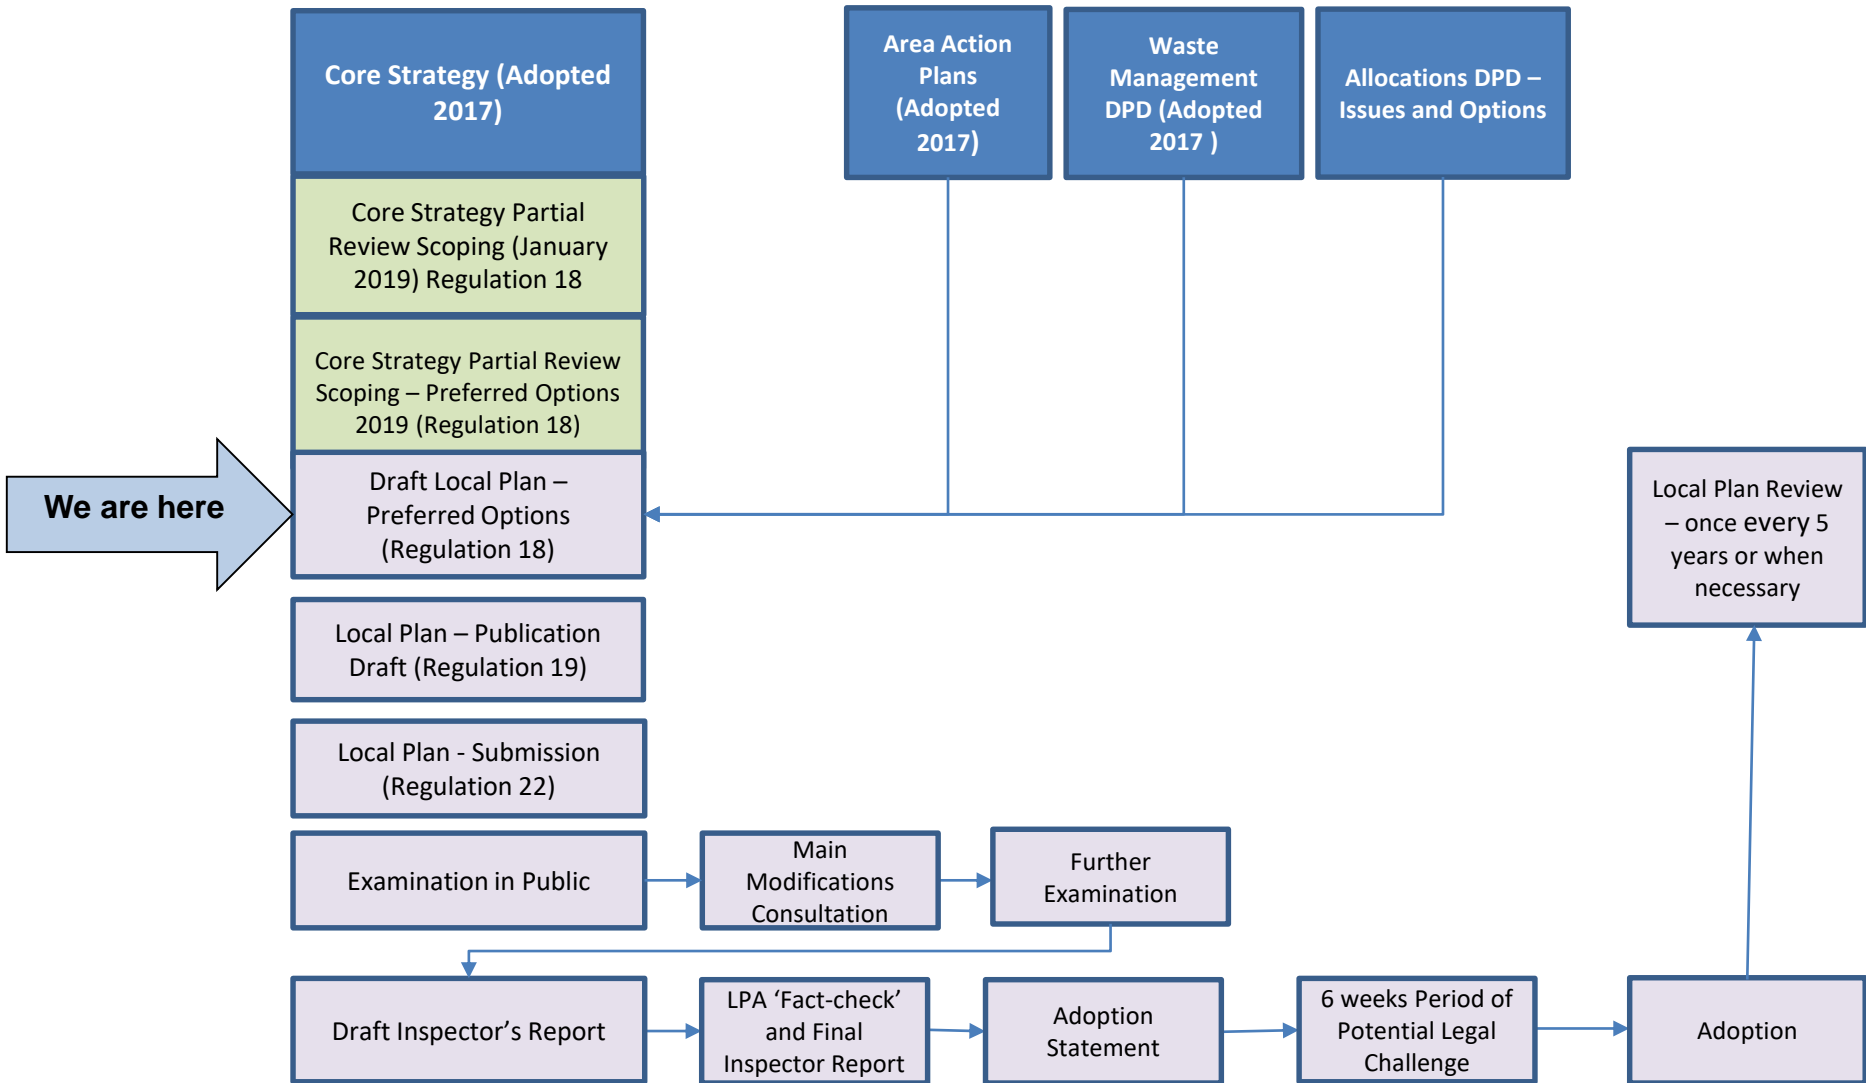 Core Strategy (Adopted
2017)
Area Action
Plans
(Adopted
2017)
Waste
Management
DPD (Adopted
2017 )
Allocations DPD –
Issues and Options
Core Strategy Partial
Review Scoping (January
2019) Regulation 18
Core Strategy Partial Review
Scoping – Preferred Options
2019 (Regulation 18)
We are here
Draft Local Plan –
Preferred Options
(Regulation 18)
Local Plan Review
– once every 5
years or when
necessary
Local Plan – Publication
Draft (Regulation 19)
Local Plan - Submission
(Regulation 22)
Examination in Public
Main
Modifications
Consultation
Further
Examination
Draft Inspector’s Report
LPA ‘Fact-check’
and Final
Inspector Report
Adoption
Statement
6 weeks Period of
Potential Legal
Challenge
Adoption